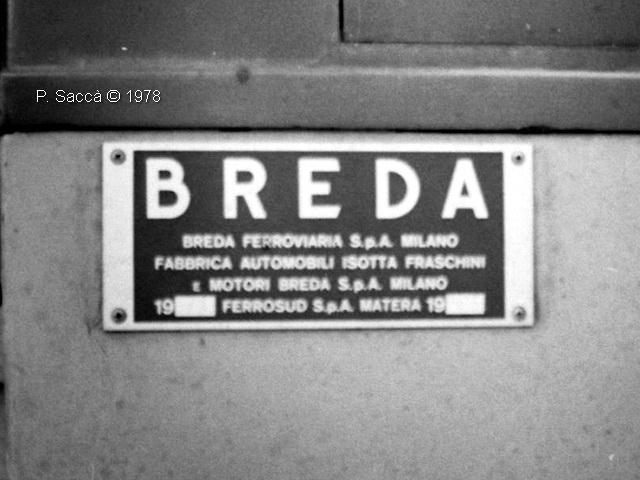 P. Saccà © 1978
BREDA
BREDA FERROVIARIA S.p.A. MILANO
FABBRICA AUTOMOBILI ISOTTA FRASCHINI
E MOTORI BREDA S.p.A. MILANO
19 FERROSUD S.p.A. MATERA 19